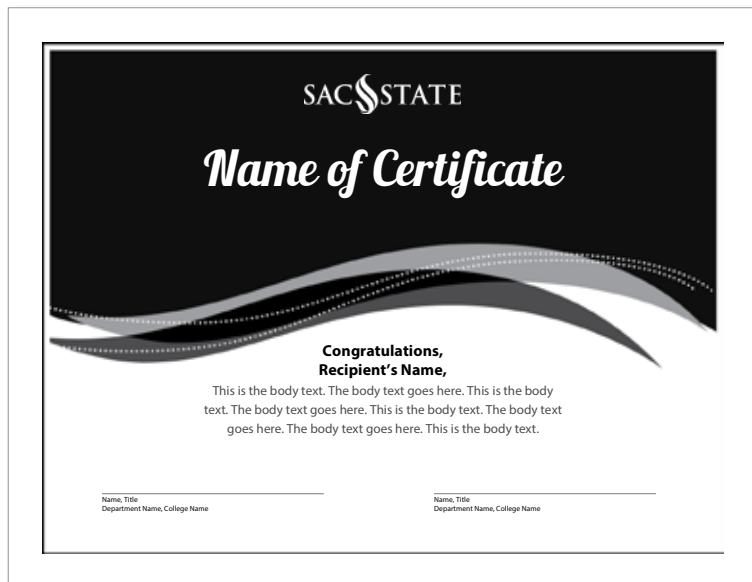 SAC STATE
Name of Certificate
Congratulations,
Recipient's Name,
This is the body text. The body text goes here. This is the body
text. The body text goes here. This is the body text. The body text
goes here. The body text goes here. This is the body text.
Name, Title
Department Name, College Name
Name, Title
Department Name, College Name